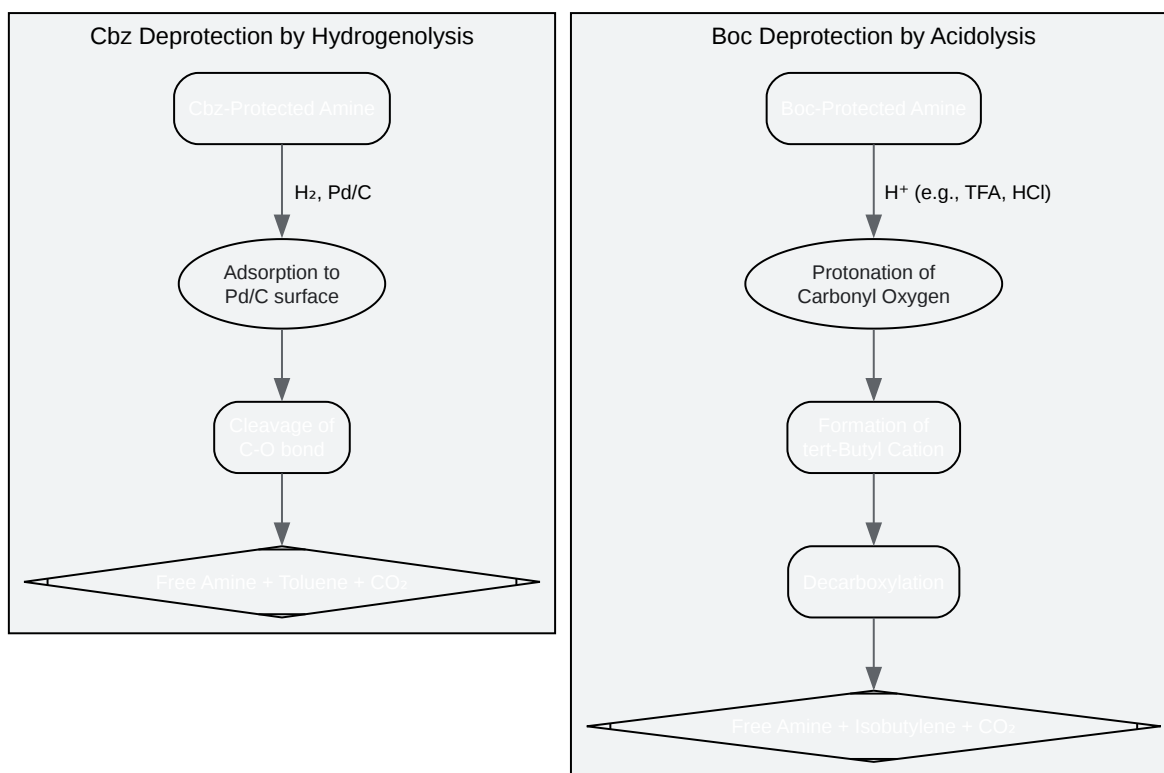 Cbz Deprotection by Hydrogenolysis
Cbz-Protected Amine
H₂, Pd/C
Adsorption to
Pd/C surface
Cleavage of
C-O bond
Free Amine + Toluene + CO₂
Boc Deprotection by Acidolysis
Boc-Protected Amine
H⁺ (e.g., TFA, HCl)
Protonation of
Carbonyl Oxygen
Formation of
tert-Butyl Cation
Decarboxylation
Free Amine + Isobutylene + CO₂